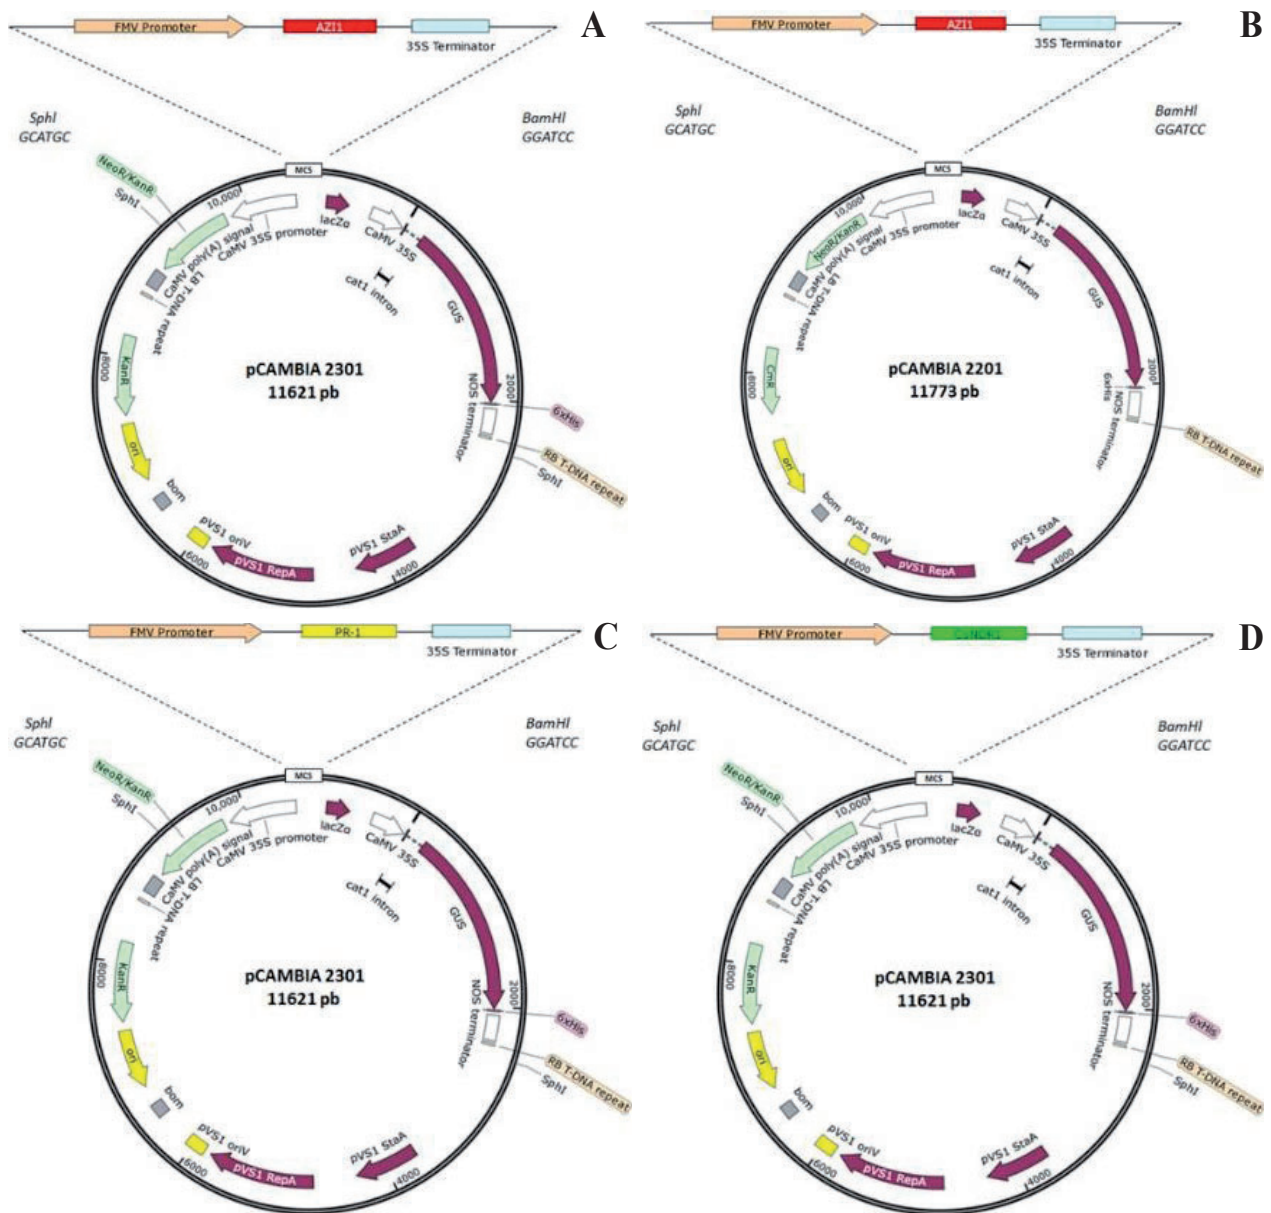 FMV Promoter
AZI1
35S Terminator
A
SphI
GCATGC
BamHI
GGATCC
MCS
NeoR/KanR
SphI
10,000
lacZα
CaMV 35S
CaMV 35S promoter
CaMV poly(A) signal
LB T-DNA repeat
cat1 intron
GUS
8000
KanR
pCAMBIA 2301
11621 pb
2000
6xHis
NOS terminator
RB T-DNA repeat
SphI
ori
bom
pVS1 oriV
6000
pVS1 RepA
pVS1 StaA
4000
FMV Promoter
AZI1
35S Terminator
B
SphI
GCATGC
BamHI
GGATCC
MCS
10,000
NeoR/KanR
lacZα
CaMV 35S
CaMV 35S promoter
CaMV poly(A) signal
LB T-DNA repeat
cat1 intron
GUS
8000
CmR
pCAMBIA 2201
11773 pb
2000
6xHis
NOS terminator
RB T-DNA repeat
ori
bom
pVS1 oriV
6000
pVS1 RepA
pVS1 StaA
4000
FMV Promoter
PR-1
35S Terminator
C
SphI
GCATGC
BamHI
GGATCC
MCS
NeoR/KanR
SphI
10,000
lacZα
CaMV 35S
CaMV 35S promoter
CaMV poly(A) signal
LB T-DNA repeat
cat1 intron
GUS
8000
KanR
pCAMBIA 2301
11621 pb
2000
6xHis
NOS terminator
RB T-DNA repeat
SphI
ori
bom
pVS1 oriV
6000
pVS1 RepA
pVS1 StaA
4000
FMV Promoter
35S Terminator
D
SphI
GCATGC
BamHI
GGATCC
MCS
NeoR/KanR
SphI
10,000
lacZα
CaMV 35S
CaMV 35S promoter
CaMV poly(A) signal
LB T-DNA repeat
cat1 intron
GUS
8000
KanR
pCAMBIA 2301
11621 pb
2000
6xHis
NOS terminator
RB T-DNA repeat
SphI
ori
bom
pVS1 oriV
6000
pVS1 RepA
pVS1 StaA
4000